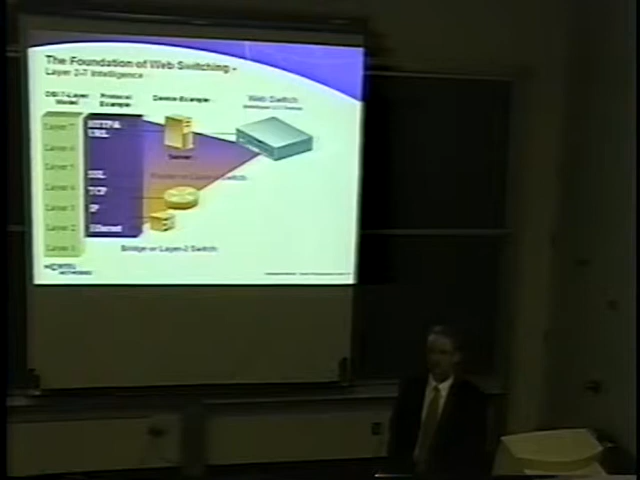 The Foundation of Web Switching -
Layer 2-7 Intelligence
OSI 7-Layer Model
Protocol Example
Device Example
Web Switch
Layer 7
Layer 6
Layer 5
Layer 4
Layer 3
Layer 2
Layer 1
URL
SSL
TCP
IP
Ethernet
Server
Bridge or Layer-2 Switch
NORTEL
NETWORKS